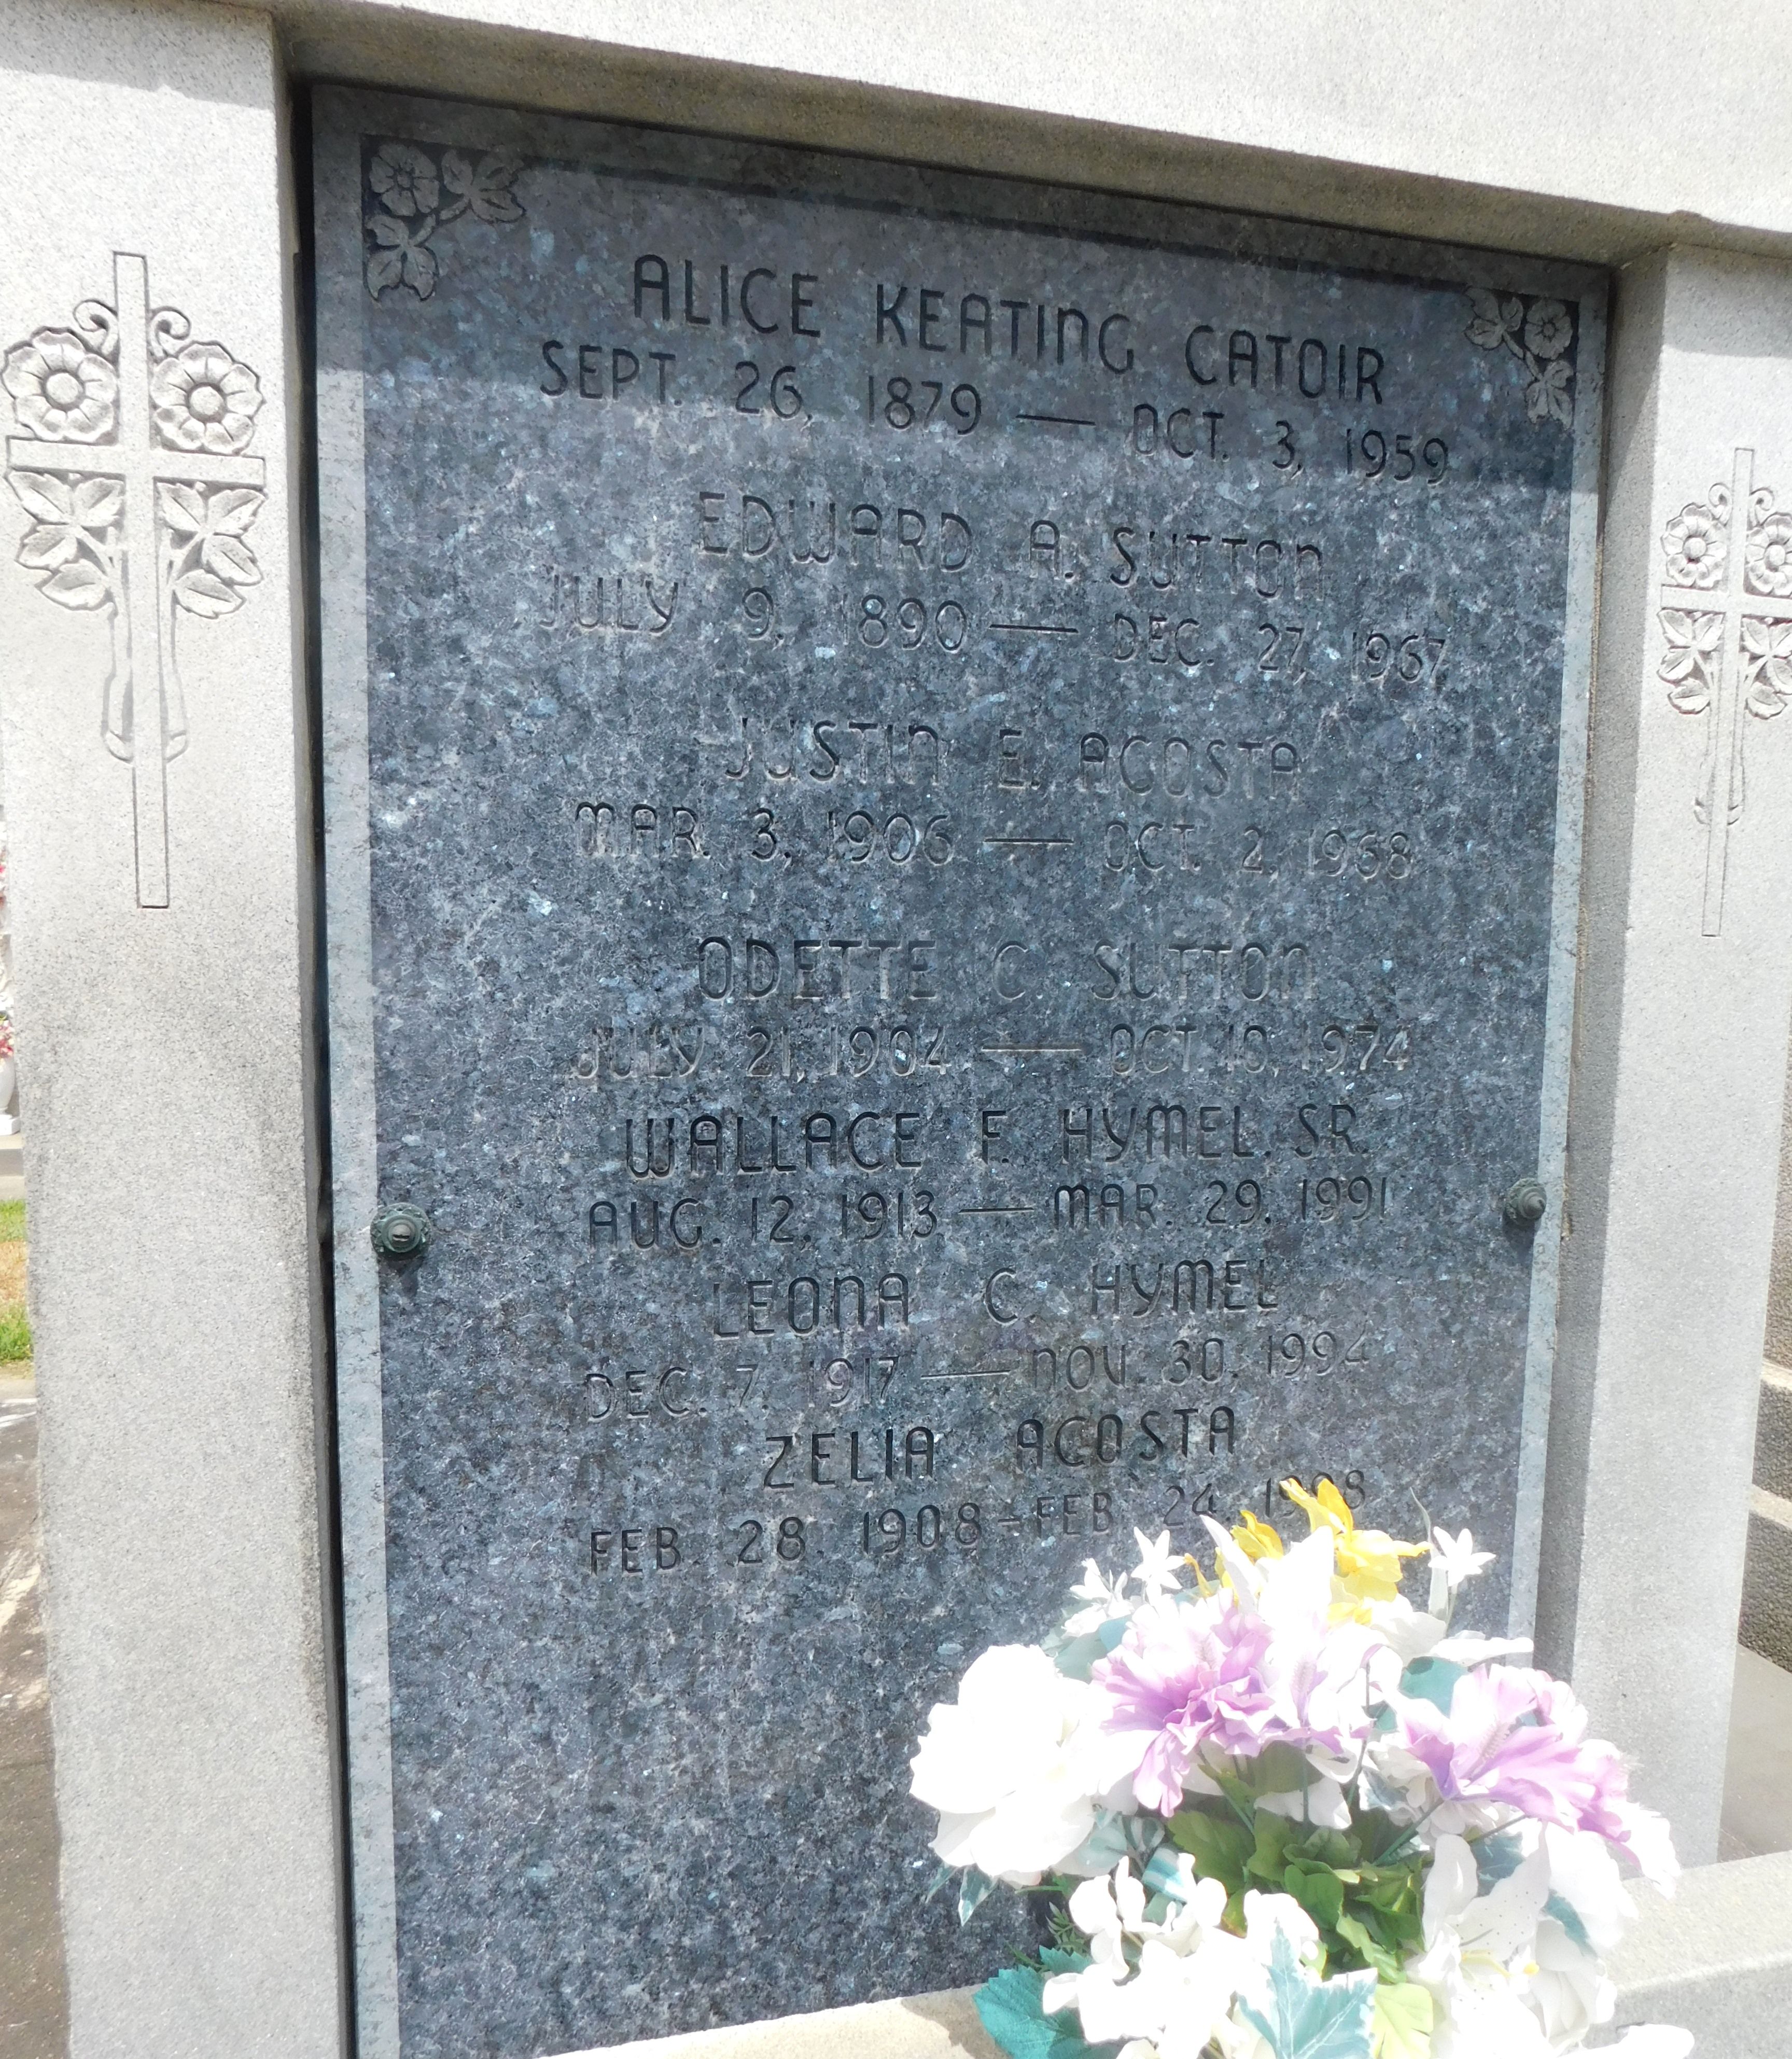 ALICE KEATING CATOIR
SEPT. 26, 1879 — OCT. 3, 1959
EDWARD A. SUTTON
JULY 9, 1890 — DEC. 27, 1967
JUSTIN E. ACOSTA
MAR. 3, 1906 — OCT. 2, 1968
ODETTE C. SUTTON
JULY 21, 1904 — OCT. 10, 1974
WALLACE F. HYMEL SR.
AUG. 12, 1913 — MAR. 29, 1991
LEONA C. HYMEL
DEC. 7, 1917 — NOV. 30, 1994
ZELIA ACOSTA
FEB. 28, 1908 - FEB. 24,